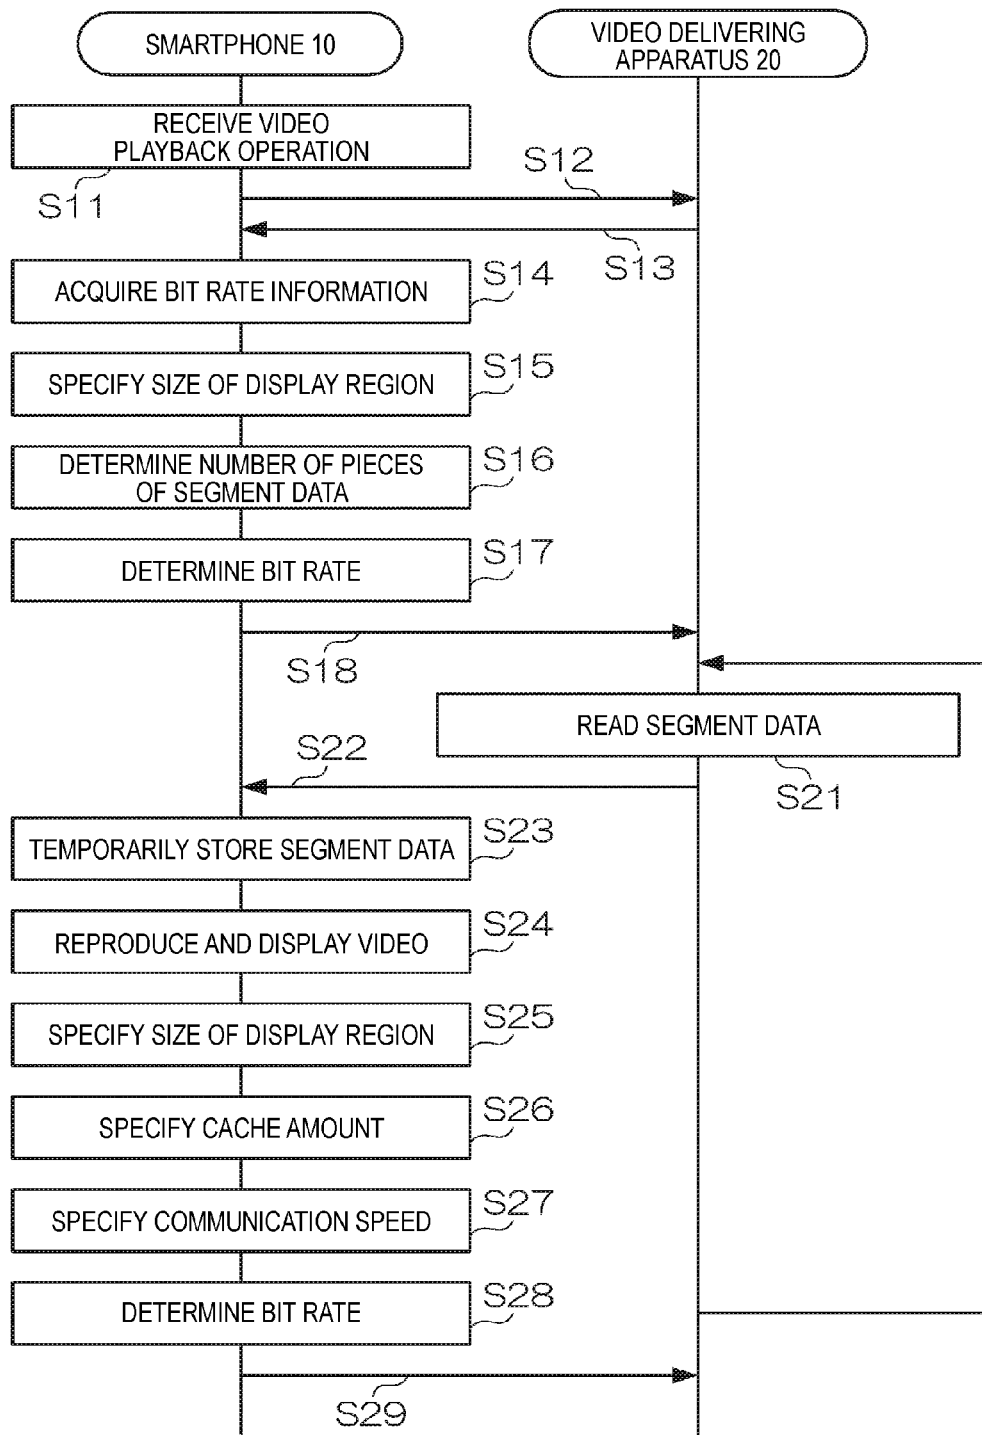 SMARTPHONE 10
VIDEO DELIVERING
APPARATUS 20
RECEIVE VIDEO
PLAYBACK OPERATION
S11
S12
S13
ACQUIRE BIT RATE INFORMATION
S14
SPECIFY SIZE OF DISPLAY REGION
S15
DETERMINE NUMBER OF PIECES
OF SEGMENT DATA
S16
DETERMINE BIT RATE
S17
S18
READ SEGMENT DATA
S21
S22
TEMPORARILY STORE SEGMENT DATA
S23
REPRODUCE AND DISPLAY VIDEO
S24
SPECIFY SIZE OF DISPLAY REGION
S25
SPECIFY CACHE AMOUNT
S26
SPECIFY COMMUNICATION SPEED
S27
DETERMINE BIT RATE
S28
S29